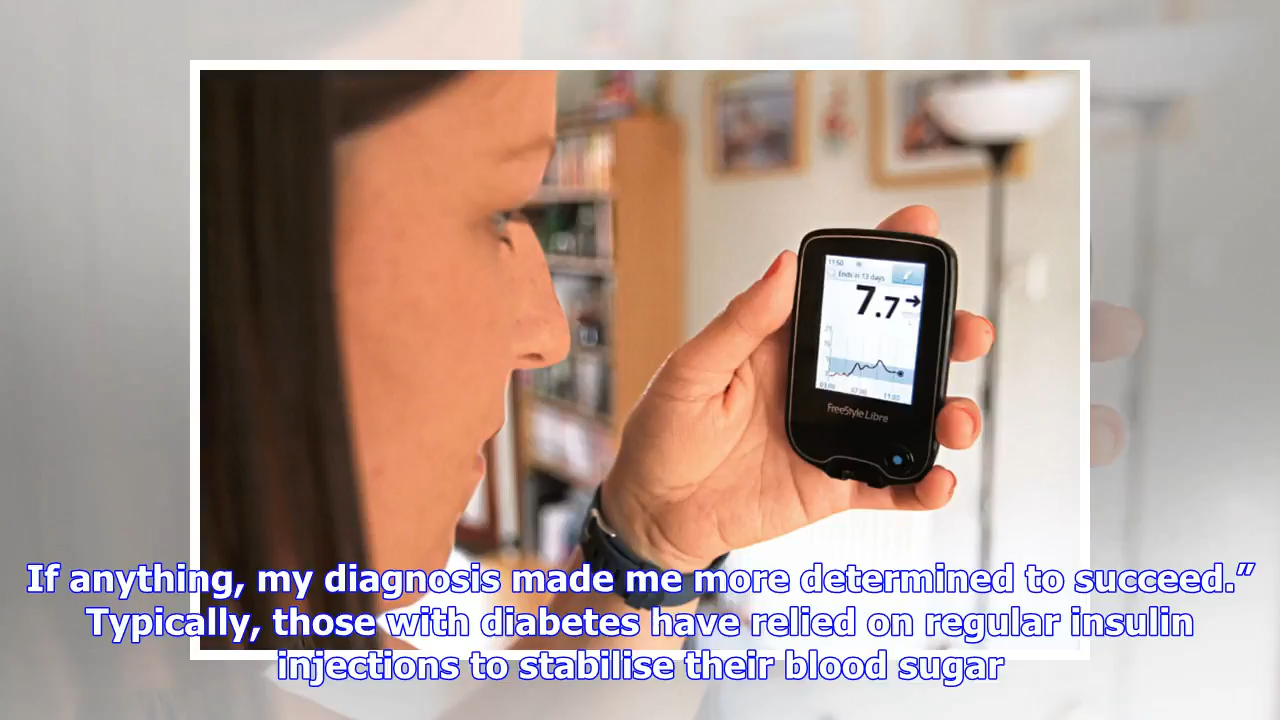 11:50
Ends in 13 days
7.7
FreeStyle Libre
If anything, my diagnosis made me more determined to succeed.”
Typically, those with diabetes have relied on regular insulin
injections to stabilise their blood sugar